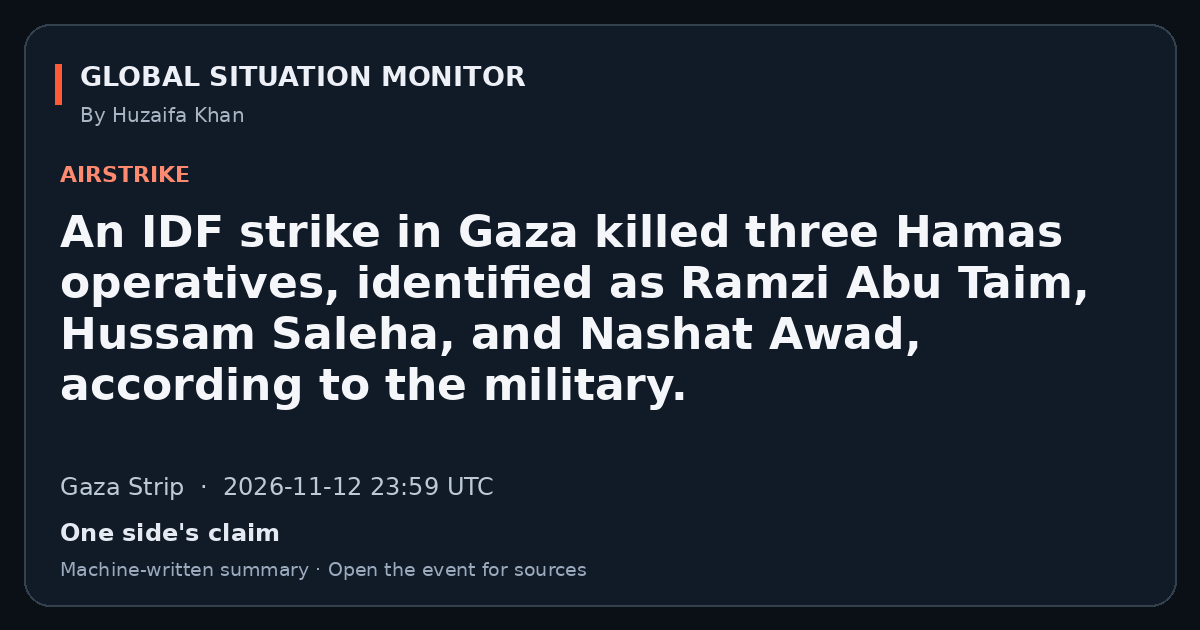 GLOBAL SITUATION MONITOR
By Huzaifa Khan
AIRSTRIKE
An IDF strike in Gaza killed three Hamas
operatives, identified as Ramzi Abu Taim,
Hussam Saleha, and Nashat Awad,
according to the military.
Gaza Strip · 2026-11-12 23:59 UTC
One side's claim
Machine-written summary · Open the event for sources